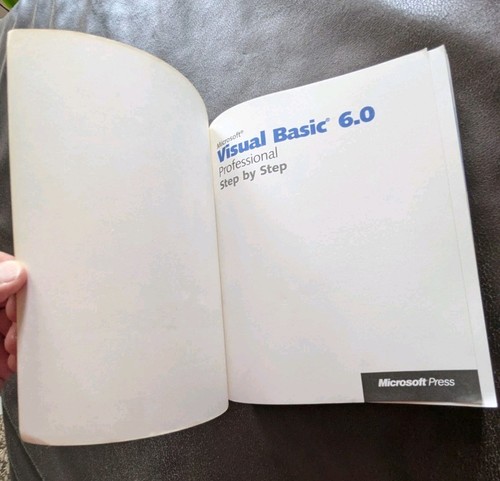 Microsoft®
Visual Basic® 6.0
Professional
Step by Step
Microsoft Press